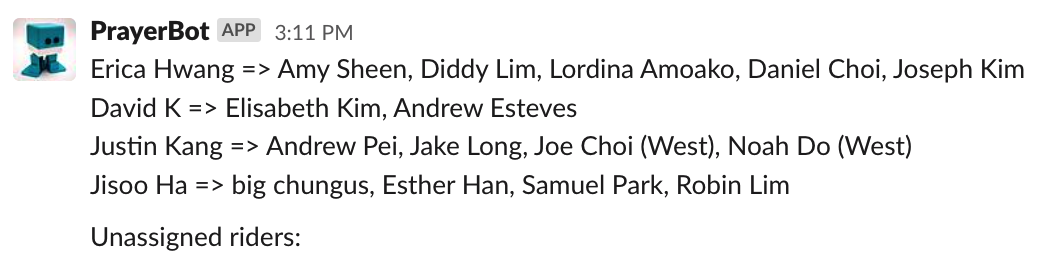 PrayerBot APP 3:11 PM
Erica Hwang => Amy Sheen, Diddy Lim, Lordina Amoako, Daniel Choi, Joseph Kim
David K => Elisabeth Kim, Andrew Esteves
Justin Kang => Andrew Pei, Jake Long, Joe Choi (West), Noah Do (West)
Jisoo Ha => big chungus, Esther Han, Samuel Park, Robin Lim
Unassigned riders: